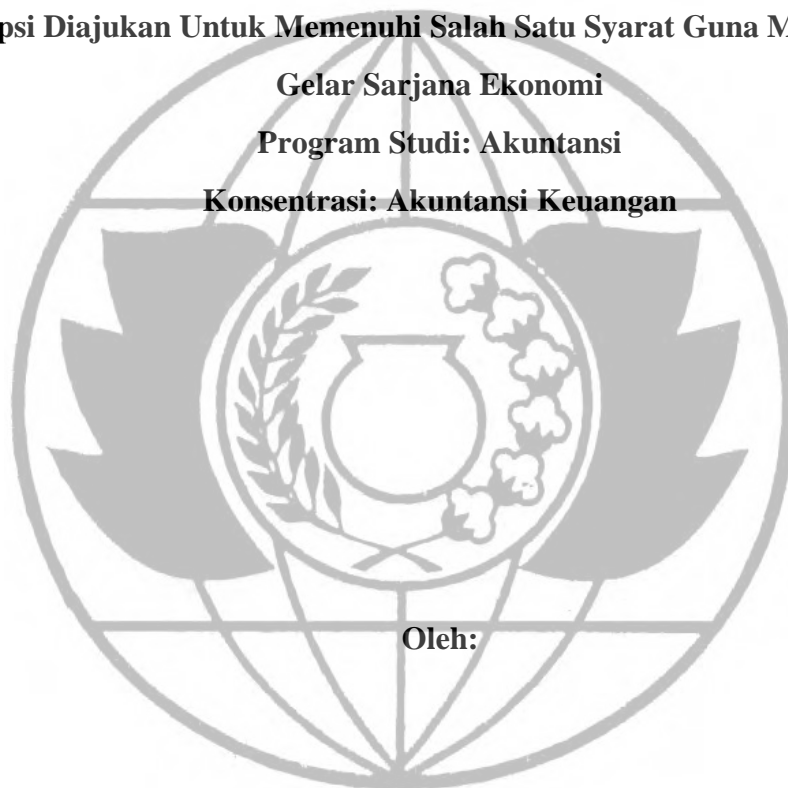 psi Diajukan Untuk Memenuhi Salah Satu Syarat Guna M
Gelar Sarjana Ekonomi
Program Studi: Akuntansi
Konsentrasi: Akuntansi Keuangan
Oleh: